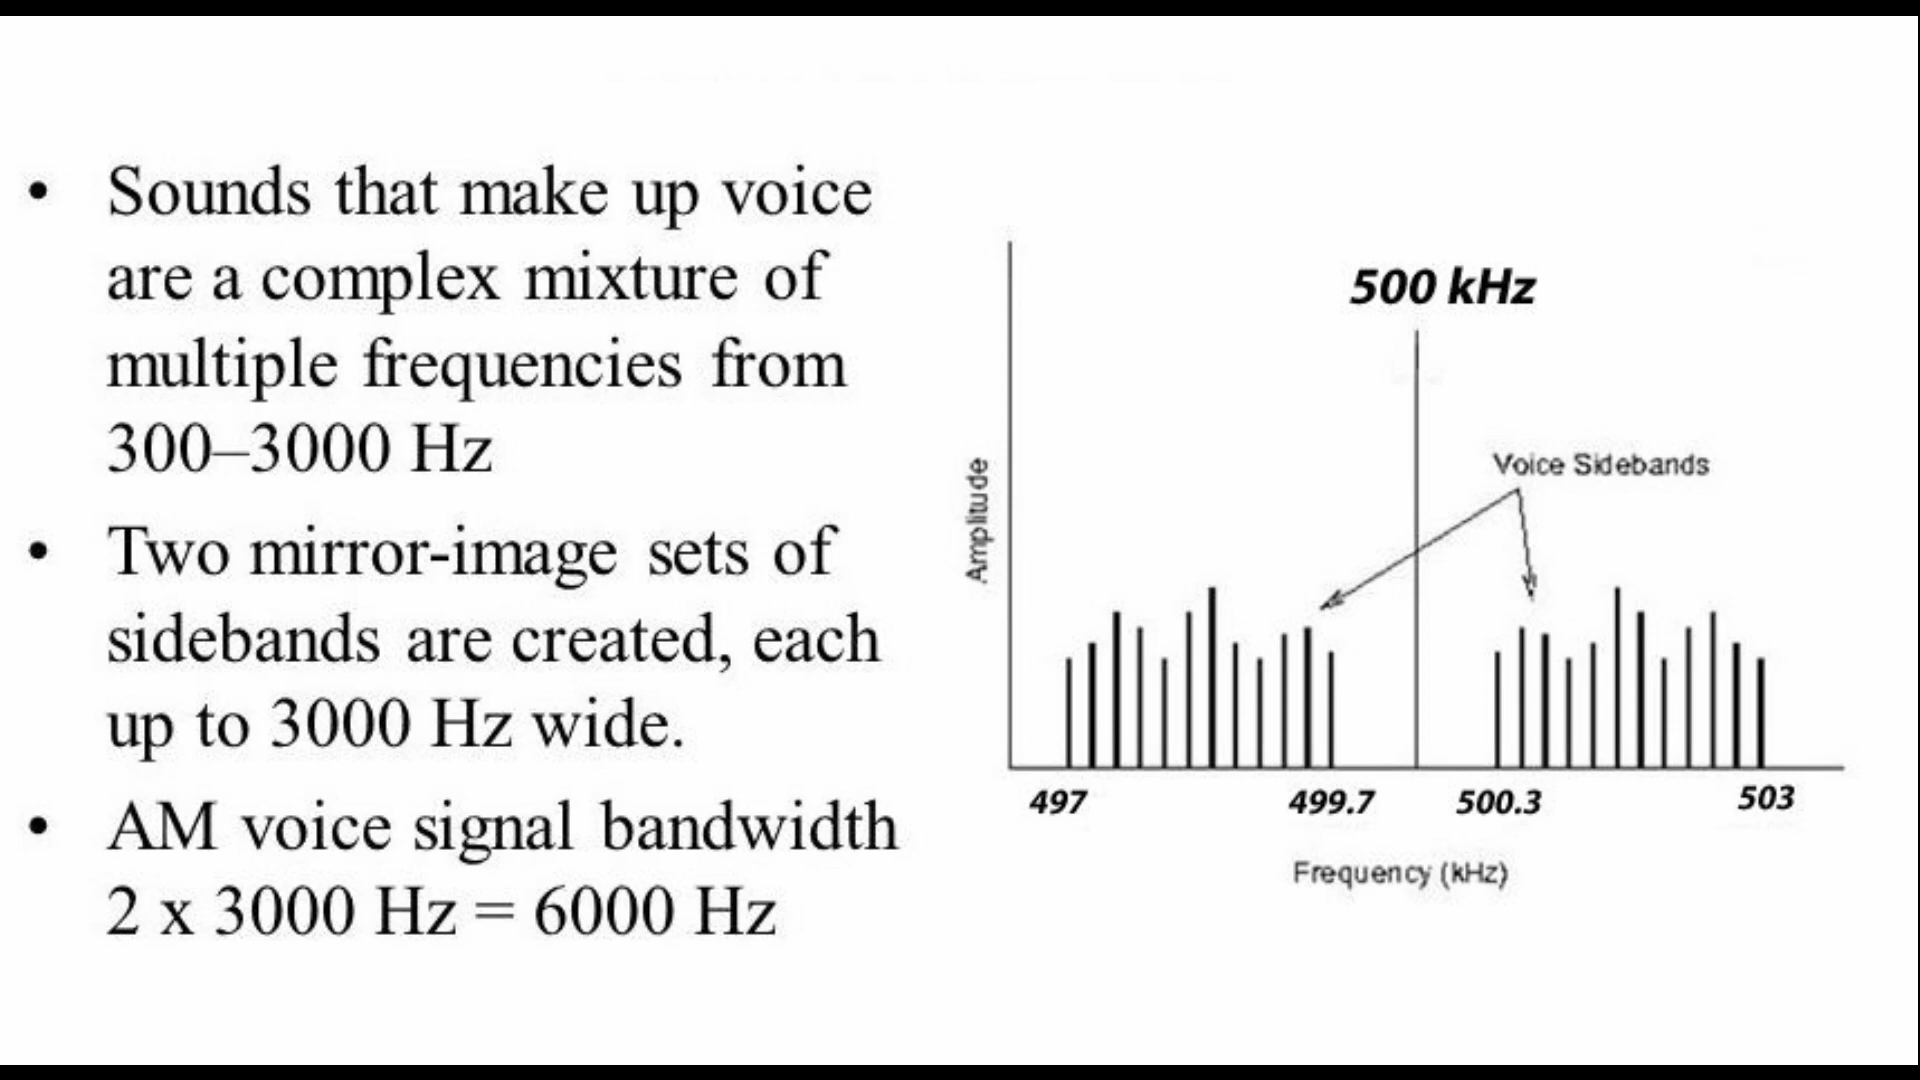 • Sounds that make up voice
are a complex mixture of
multiple frequencies from
300–3000 Hz
• Two mirror-image sets of
sidebands are created, each
up to 3000 Hz wide.
• AM voice signal bandwidth
2 x 3000 Hz = 6000 Hz
500 kHz
Voice Sidebands
Amplitude
497 499.7 500.3 503
Frequency (kHz)